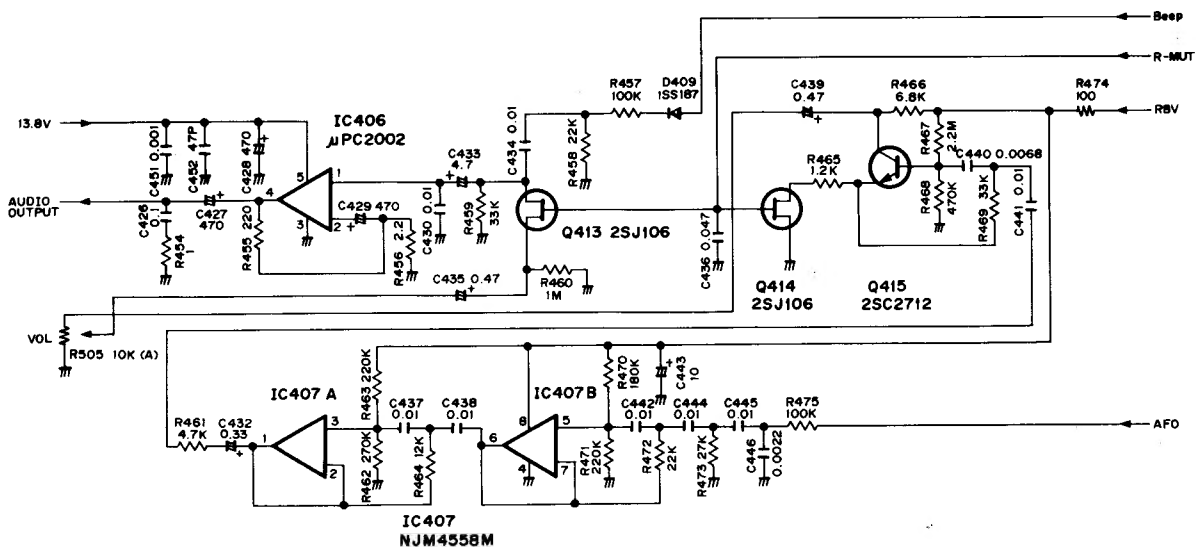 Beep
R-MUT
R8V
13.8V
AUDIO
OUTPUT
AFO
VOL
R505 10K (A)
C451 0.001
C452 47P
C428 470
IC406
µPC2002
5
4
1
3
2
C426
0.1
R454
1
C427
470
R455 220
C429 470
R456 2.2
C430 0.01
C433
4.7
R459
33K
C434 0.01
R458 22K
R457
100K
D409
1SS187
Q413 2SJ106
C435 0.47
R460
1M
C436 0.047
Q414
2SJ106
Q415
2SC2712
R465
1.2K
C439
0.47
R466
6.8K
R467
2.2M
R474
100
C440 0.0068
R468
470K
R469 33K
C441 0.01
R461
4.7K
C432
0.33
IC407 A
1
3
2
R463 220K
R462 270K
C437
0.01
R464 12K
C438
0.01
IC407
NJM4558M
IC407B
8
6
5
4
7
R470
180K
C443
10
R471
220K
C442
0.01
R472
22K
C444
0.01
R473 27K
C445
0.01
C446
0.0022
R475
100K